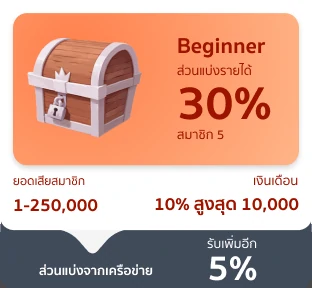 Beginner
ส่วนแบ่งรายได้
30%
สมาชิก 5
ยอดเสียสมาชิก
เงินเดือน
1-250,000
10% สูงสุด 10,000
รับเพิ่มอีก
ส่วนแบ่งจากเครือข่าย
5%